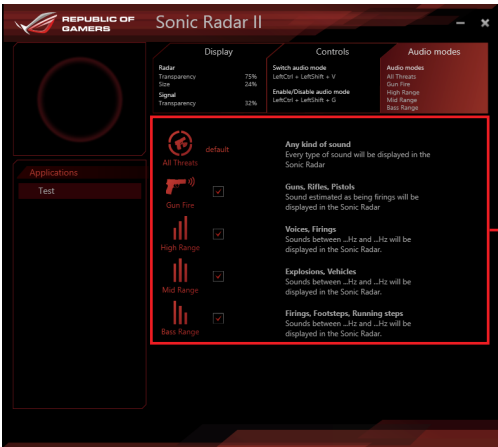 REPUBLIC OF
GAMERS
Sonic Radar II
Display
Radar
Transparency 75%
Size 24%
Signal
Transparency 32%
Controls
Switch audio mode
LeftCtrl + LeftShift + V
Enable/Disable audio mode
LeftCtrl + LeftShift + G
Audio modes
Audio modes
All Threats
Gun Fire
High Range
Mid Range
Bass Range
Applications
Test
All Threats
default
Any kind of sound
Every type of sound will be displayed in the
Sonic Radar
Gun Fire
Guns, Rifles, Pistols
Sound estimated as being firings will be
displayed in the Sonic Radar
High Range
Voices, Firings
Sounds between ...Hz and ...Hz will be
displayed in the Sonic Radar.
Mid Range
Explosions, Vehicles
Sounds between ...Hz and ...Hz will be
displayed in the Sonic Radar.
Bass Range
Firings, Footsteps, Running steps
Sounds between ...Hz and ...Hz will be
displayed in the Sonic Radar.